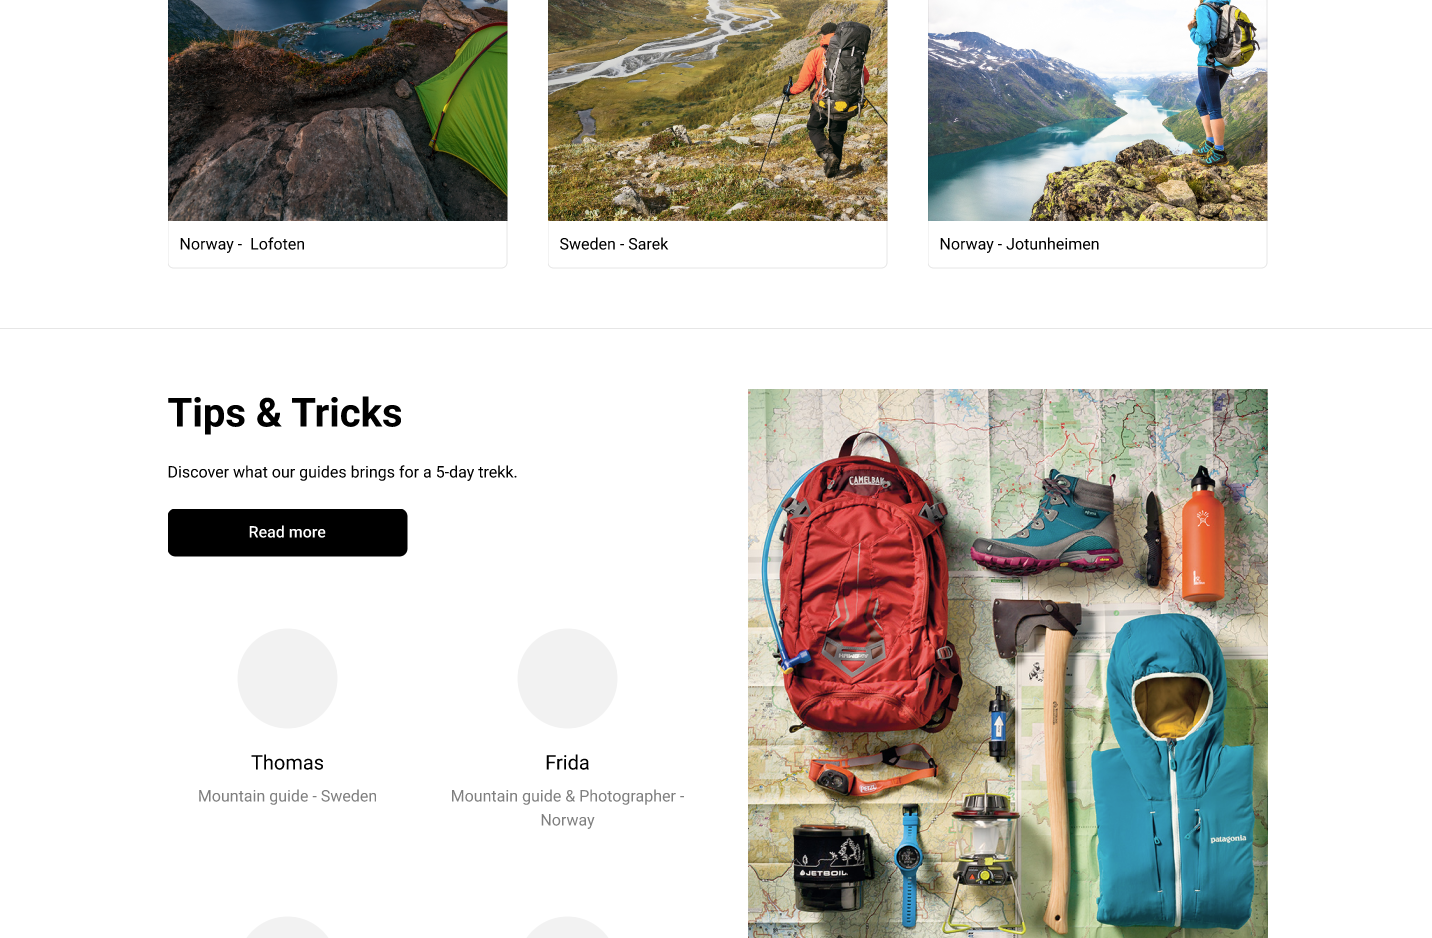 Norway -  Lofoten
Sweden - Sarek
Norway - Jotunheimen
Tips & Tricks
Discover what our guides brings for a 5-day trekk.
Read more
Thomas
Mountain guide - Sweden
Frida
Mountain guide & Photographer -
Norway
CAMELBAK
PETZL
JETBOIL
patagonia